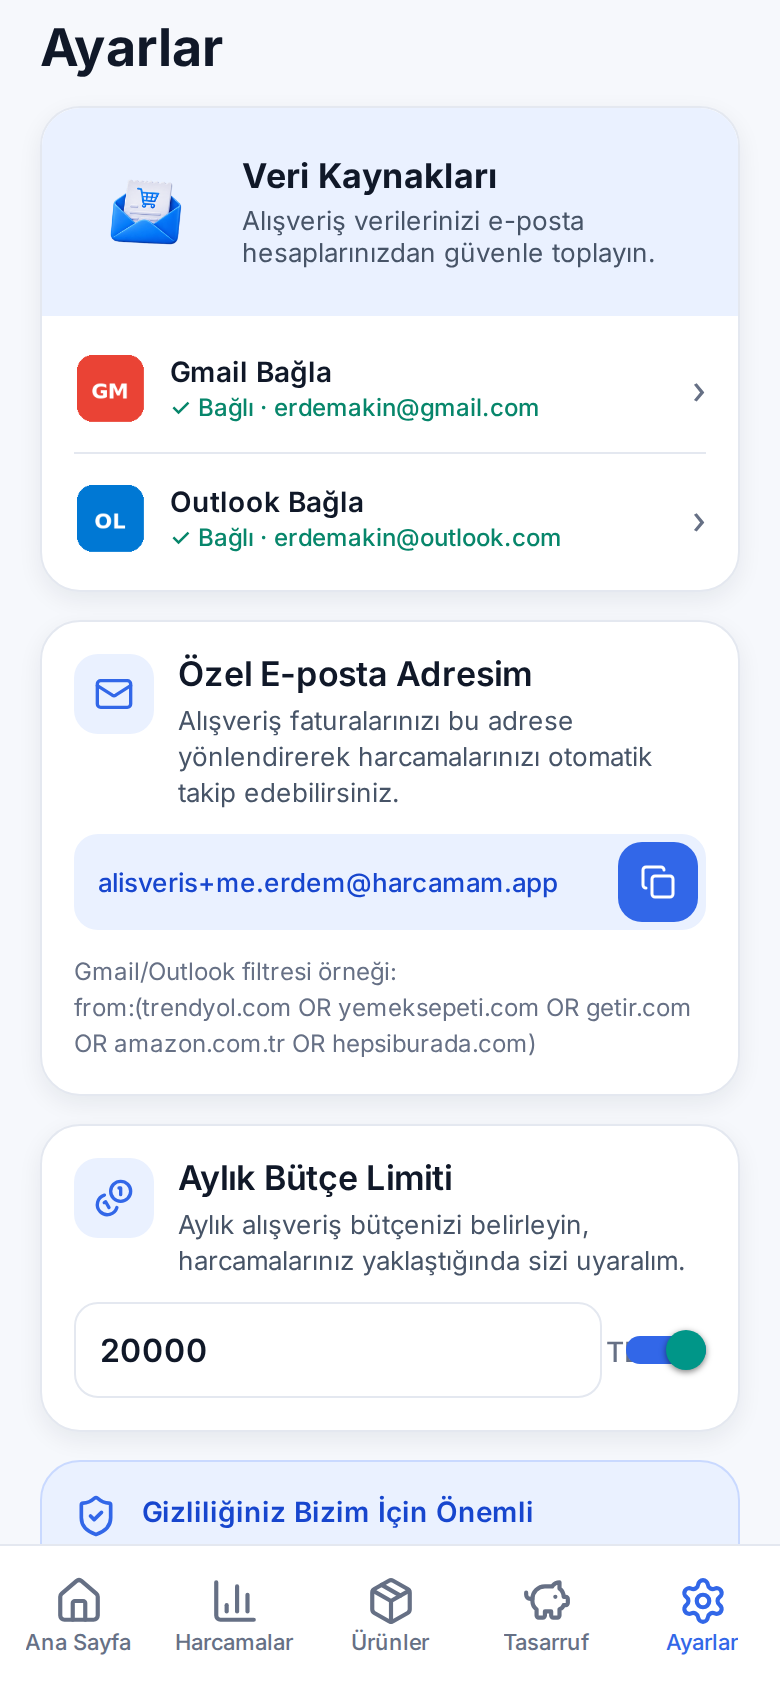 Ayarlar
Veri Kaynakları
Alışveriş verilerinizi e-posta
hesaplarınızdan güvenle toplayın.
GM
Gmail Bağla
✓ Bağlı · erdemakin@gmail.com
OL
Outlook Bağla
✓ Bağlı · erdemakin@outlook.com
Özel E-posta Adresim
Alışveriş faturalarınızı bu adrese
yönlendirerek harcamalarınızı otomatik
takip edebilirsiniz.
alisveris+me.erdem@harcamam.app
Gmail/Outlook filtresi örneği:
from:(trendyol.com OR yemeksepeti.com OR getir.com
OR amazon.com.tr OR hepsiburada.com)
Aylık Bütçe Limiti
Aylık alışveriş bütçenizi belirleyin,
harcamalarınız yaklaştığında sizi uyaralım.
20000
Gizliliğiniz Bizim İçin Önemli
Ana Sayfa
Harcamalar
Ürünler
Tasarruf
Ayarlar